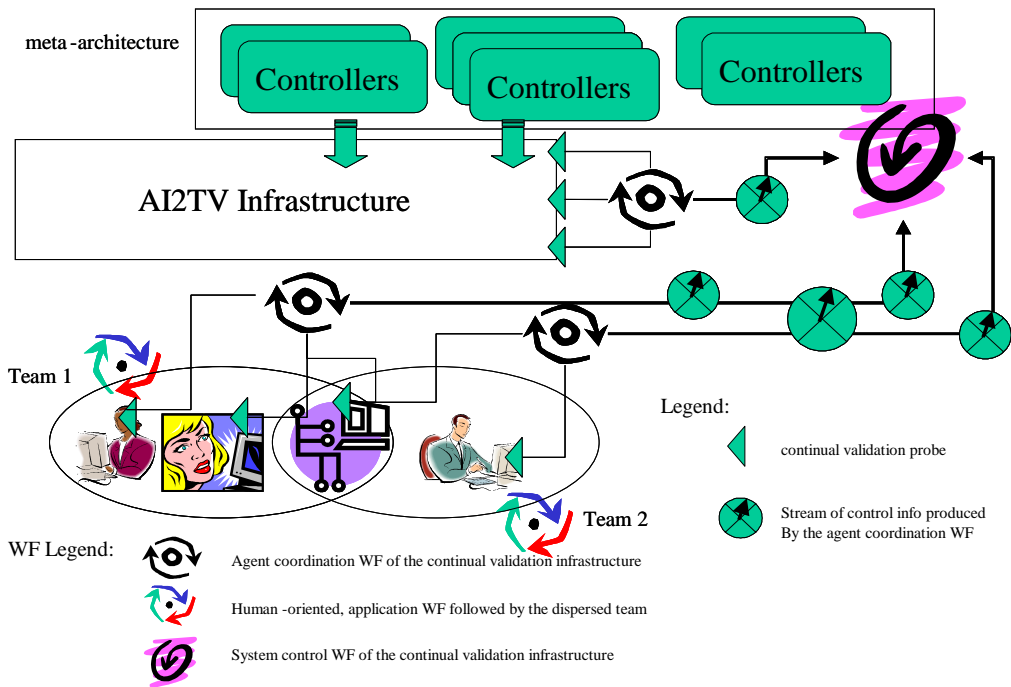 meta -architecture
Controllers
Controllers
Controllers
AI2TV Infrastructure
Team 1
Legend:
continual validation probe
Stream of control info produced
By the agent coordination WF
Team 2
WF Legend:
Agent coordination WF of the continual validation infrastructure
Human -oriented, application WF followed by the dispersed team
System control WF of the continual validation infrastructure